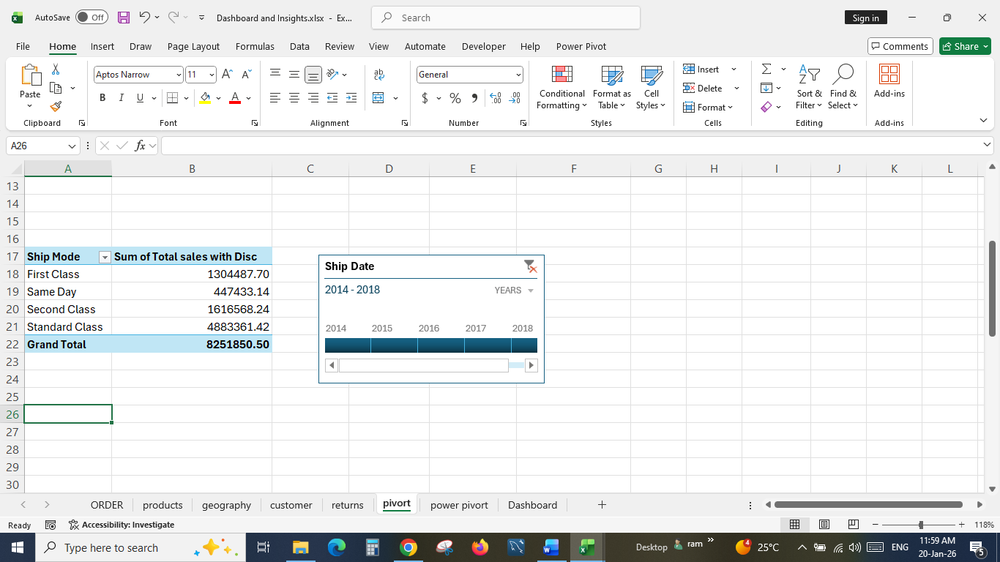 AutoSave Off Dashboard and Insights.xlsx - Ex... Search Sign in
File Home Insert Draw Page Layout Formulas Data Review View Automate Developer Help Power Pivot Comments Share
Paste Aptos Narrow 11 A A ab General Conditional Formatting Format as Table Cell Styles Insert Delete Format Sort & Filter Find & Select Add-ins
B I U A $ % 9 .00 .00
Clipboard Font Alignment Number Styles Cells Editing Add-ins
A26 fx
A B C D E F G H I J K L
13
14
15
16
17 Ship Mode Sum of Total sales with Disc
18 First Class 1304487.70
19 Same Day 447433.14
20 Second Class 1616568.24
21 Standard Class 4883361.42
22 Grand Total 8251850.50
23
24
25
26
27
28
29
30
Ship Date
2014 - 2018 YEARS
2014 2015 2016 2017 2018
ORDER products geography customer returns pivort power pivort Dashboard
Ready Accessibility: Investigate 118%
Type here to search Desktop ram 4 25°C ENG 11:59 AM
20-Jan-26 5